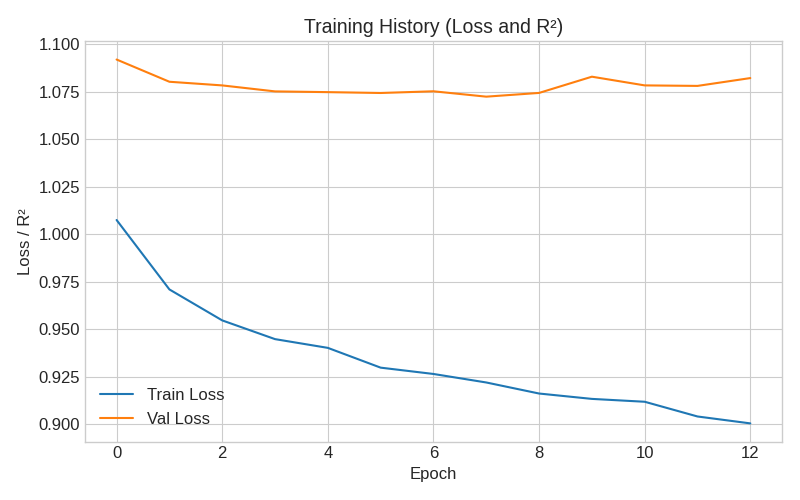 Training History (Loss and R²)
1.100
1.075
1.050
1.025
1.000
0.975
0.950
0.925
0.900
Loss / R²
Train Loss
Val Loss
0 2 4 6 8 10 12
Epoch